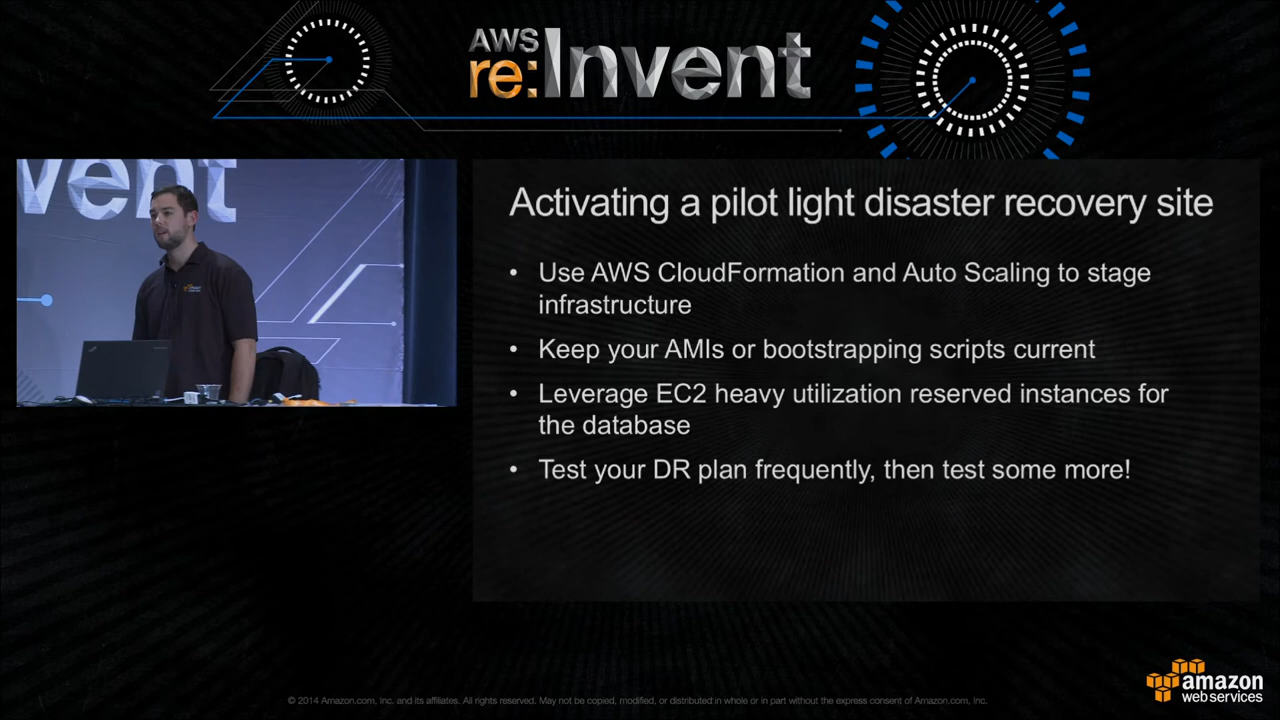 AWS
re:Invent
vent
Activating a pilot light disaster recovery site
• Use AWS CloudFormation and Auto Scaling to stage
infrastructure
• Keep your AMIs or bootstrapping scripts current
• Leverage EC2 heavy utilization reserved instances for
the database
• Test your DR plan frequently, then test some more!
amazon
web services
© 2014 Amazon.com, Inc. and its affiliates. All rights reserved. May not be copied, modified, or distributed in whole or in part without the express consent of Amazon.com, Inc.